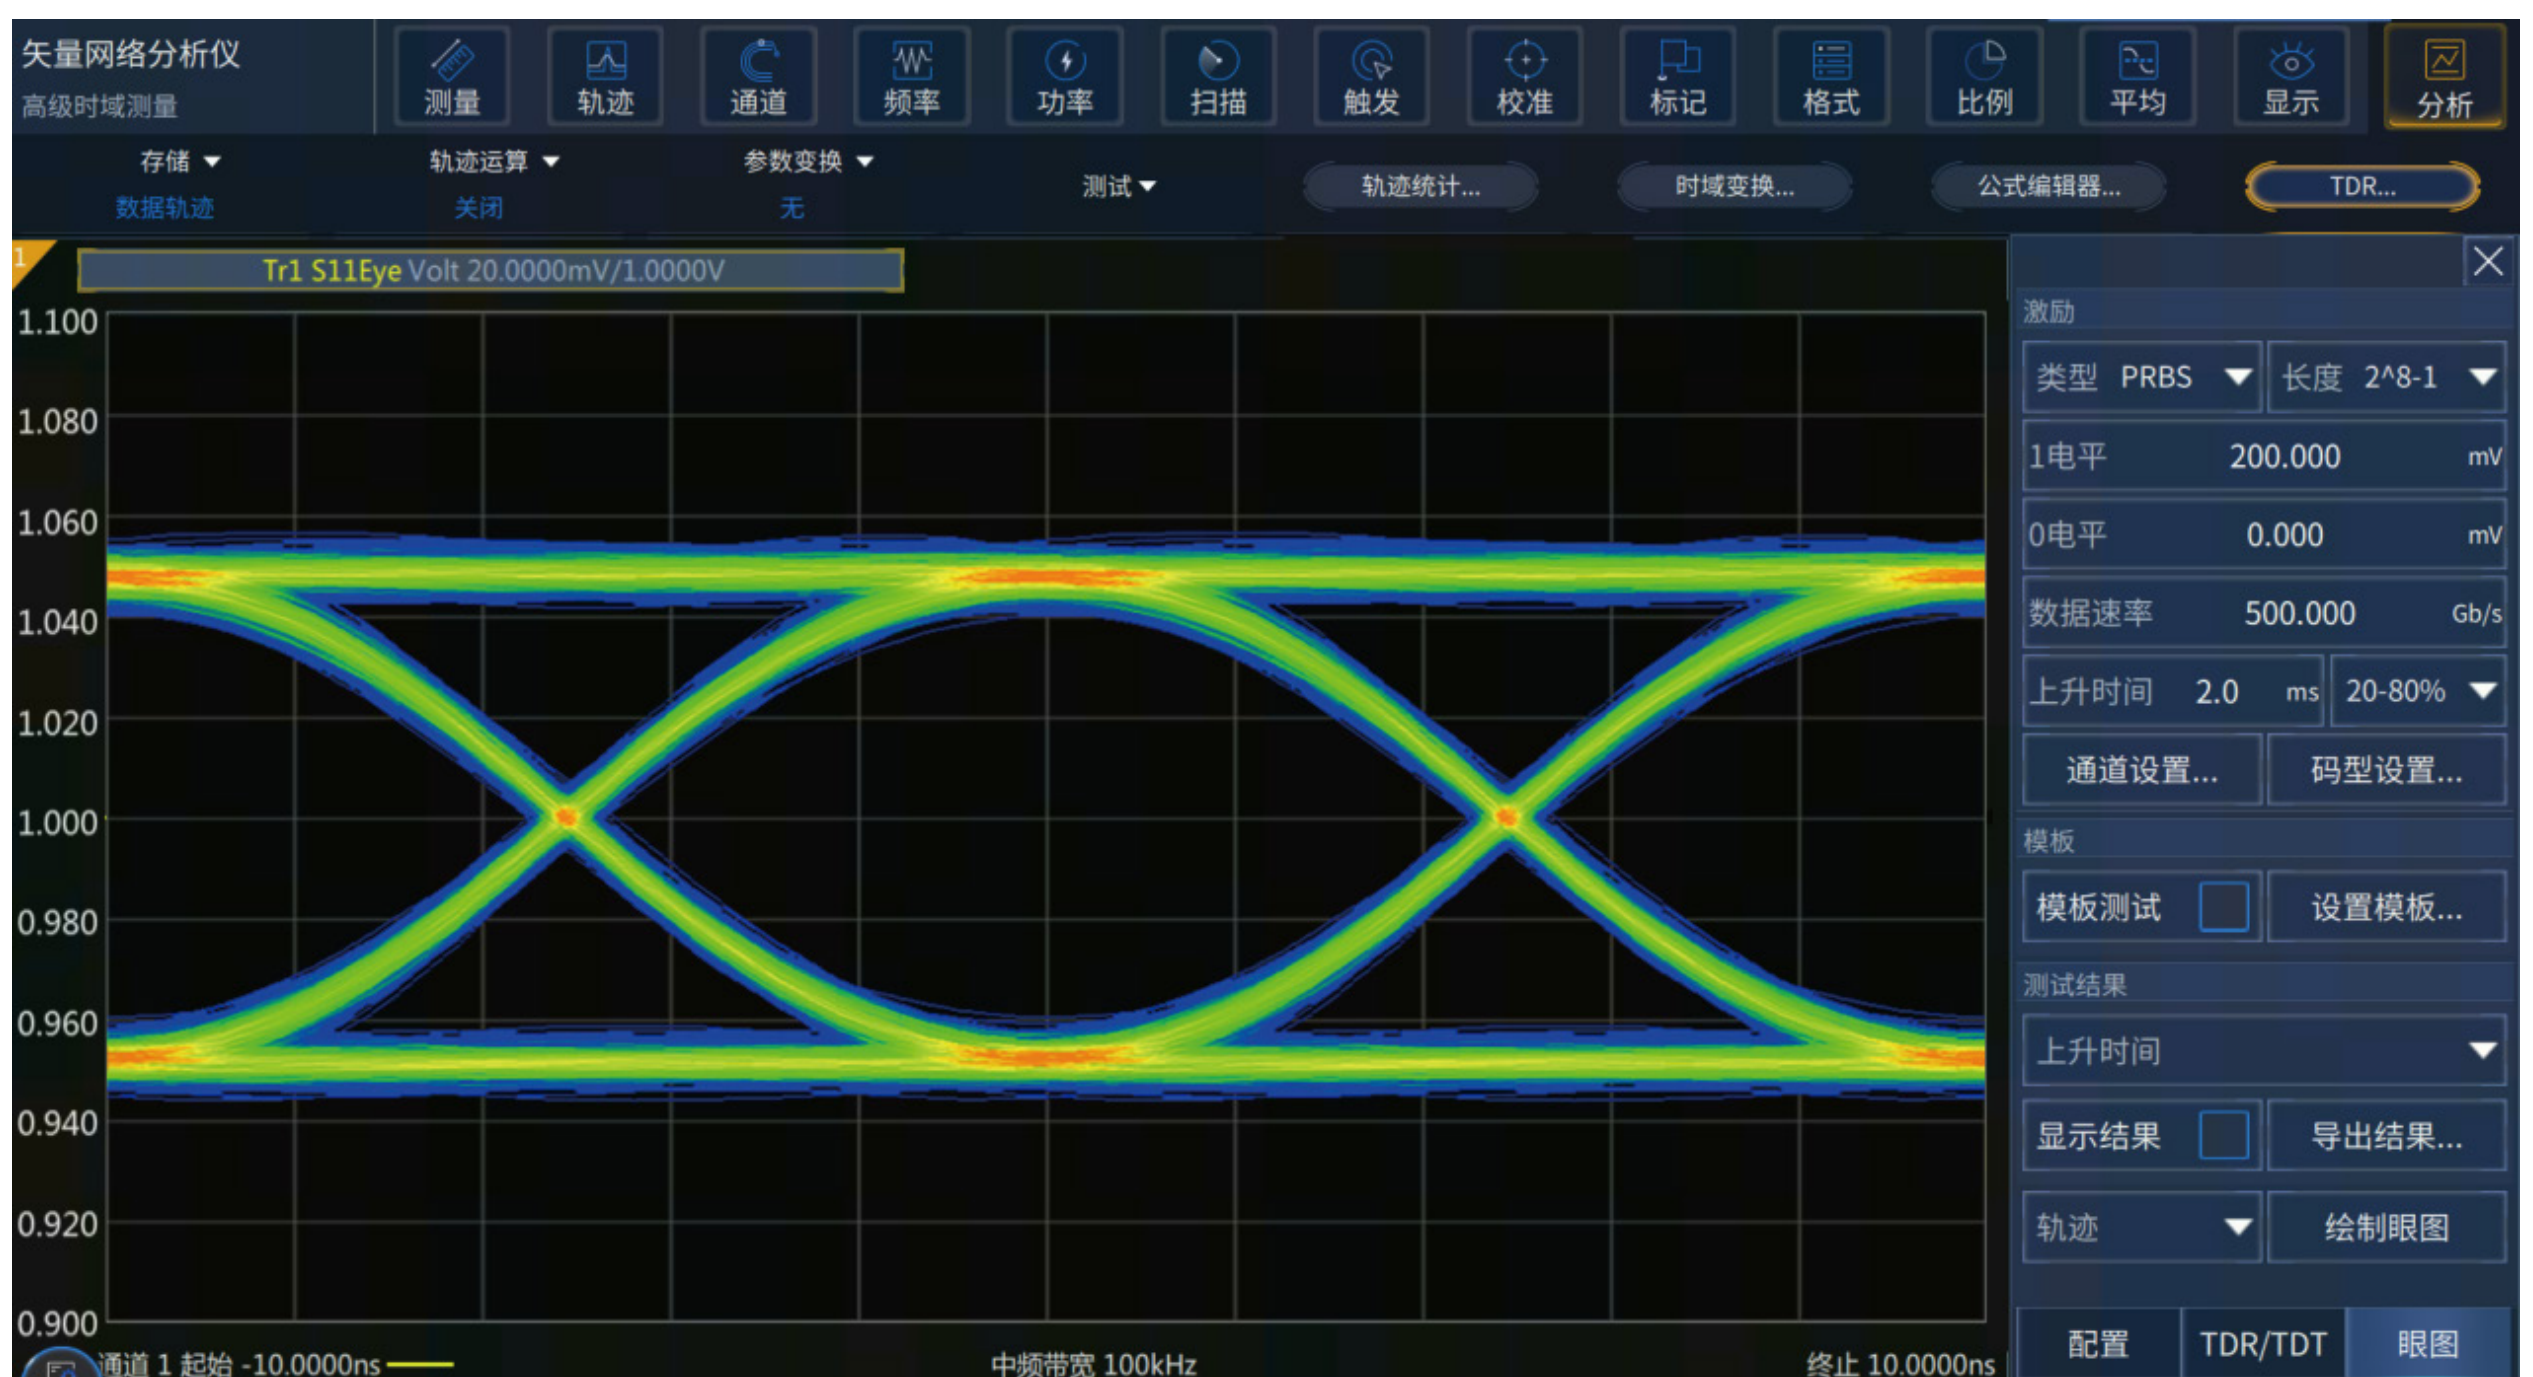 矢量网络分析仪
高级时域测量
测量 轨迹 通道 频率 功率 扫描 触发 校准 标记 格式 比例 平均 显示 分析
存储 轨迹运算 参数变换 测试 轨迹统计... 时域变换... 公式编辑器... TDR...
数据轨迹 关闭 无
1
Tr1 S11Eye Volt 20.0000mV/1.0000V
1.100
1.080
1.060
1.040
1.020
1.000
0.980
0.960
0.940
0.920
0.900
通道 1 起始 -10.0000ns 中频带宽 100kHz 终止 10.0000ns
激励
类型 PRBS 长度 2^8-1
1电平 200.000 mV
0电平 0.000 mV
数据速率 500.000 Gb/s
上升时间 2.0 ms 20-80%
通道设置... 码型设置...
模板
模板测试 设置模板...
测试结果
上升时间
显示结果 导出结果...
轨迹 绘制眼图
配置 TDR/TDT 眼图